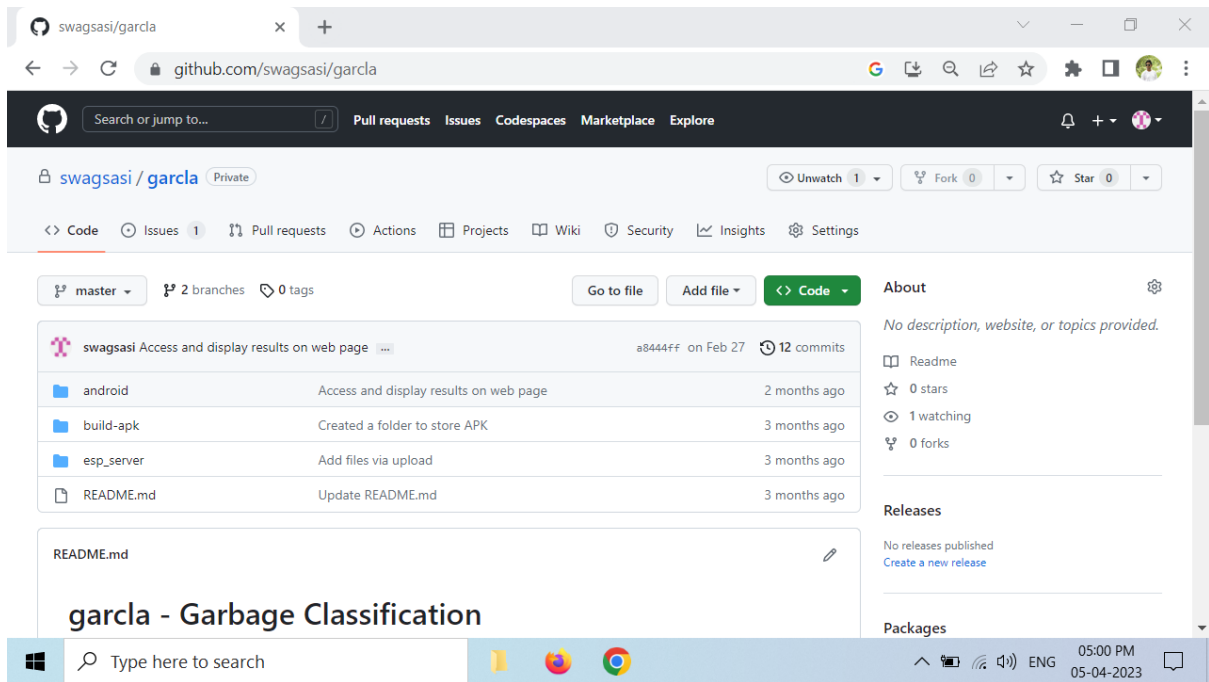 swagsasi/garcla
github.com/swagsasi/garcla
Search or jump to... / Pull requests Issues Codespaces Marketplace Explore
swagsasi / garcla Private Unwatch 1 Fork 0 Star 0
Code Issues 1 Pull requests Actions Projects Wiki Security Insights Settings
master 2 branches 0 tags Go to file Add file Code
About
No description, website, or topics provided.
swagsasi Access and display results on web page ... a8444ff on Feb 27 12 commits
Readme
android Access and display results on web page 2 months ago
0 stars
build-apk Created a folder to store APK 3 months ago
1 watching
0 forks
esp_server Add files via upload 3 months ago
README.md Update README.md 3 months ago
Releases
No releases published
Create a new release
README.md
garcla - Garbage Classification
Packages
Type here to search ENG 05:00 PM
05-04-2023